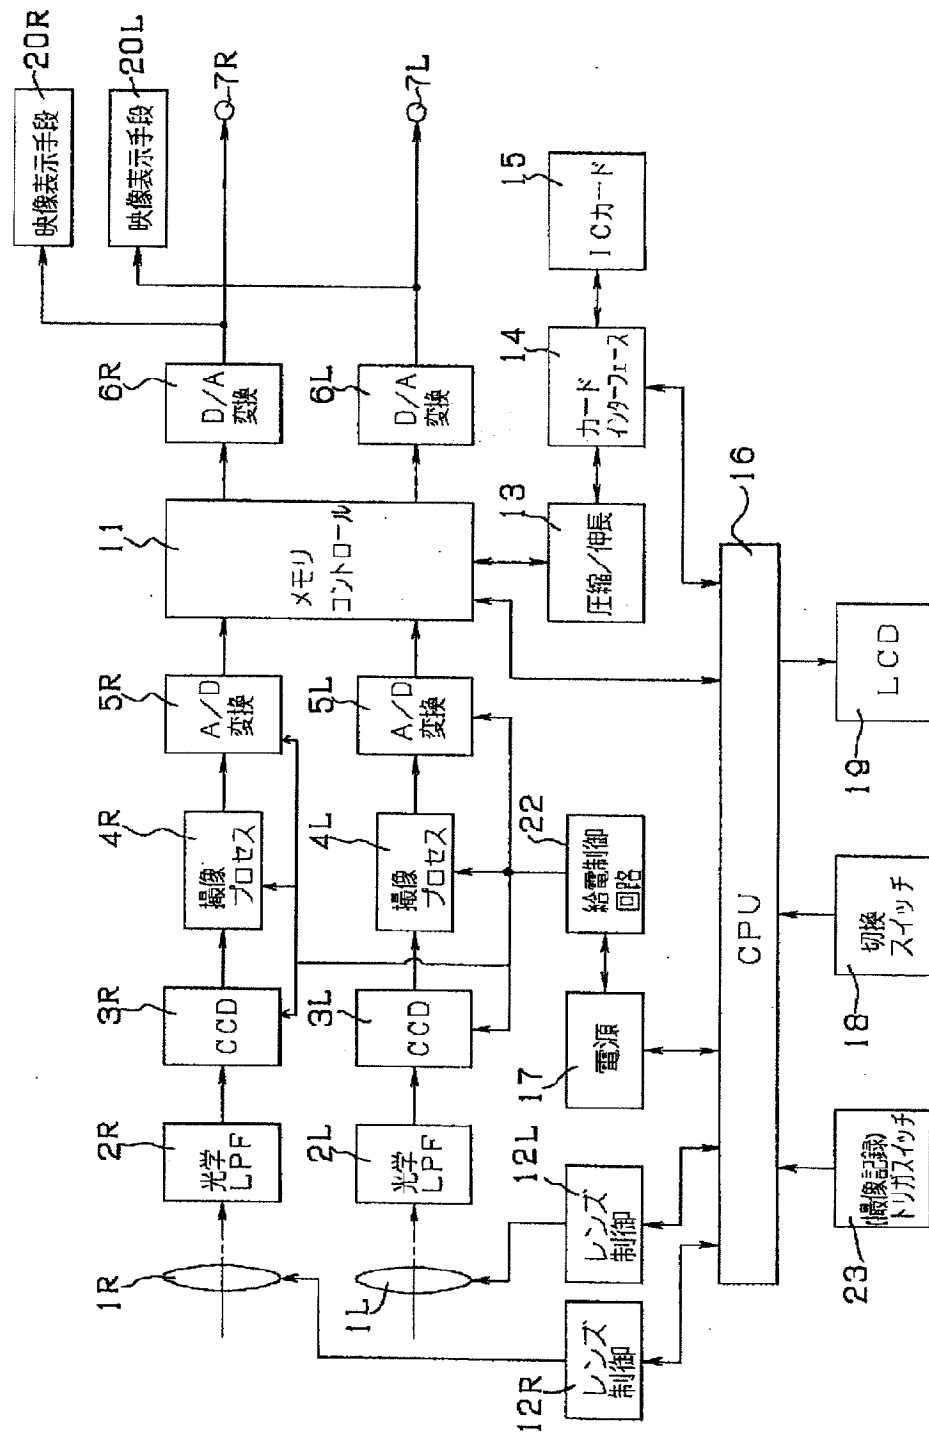 20R
映像表示手段
20L
映像表示手段
7R
7L
6R
D/A
変換
6L
D/A
変換
15
ICカード
14
カード
インターフェース
13
圧縮/伸長
11
メモリ
コントロール
5R
A/D
変換
5L
A/D
変換
4R
撮像
プロセス
4L
撮像
プロセス
3R
CCD
3L
CCD
2R
光学
LPF
2L
光学
LPF
1R
1L
22
給電制御
回路
17
電源
12L
レンズ
制御
12R
レンズ
制御
16
CPU
19
LCD
18
切換
スイッチ
23
(撮像記録)
トリガスイッチ